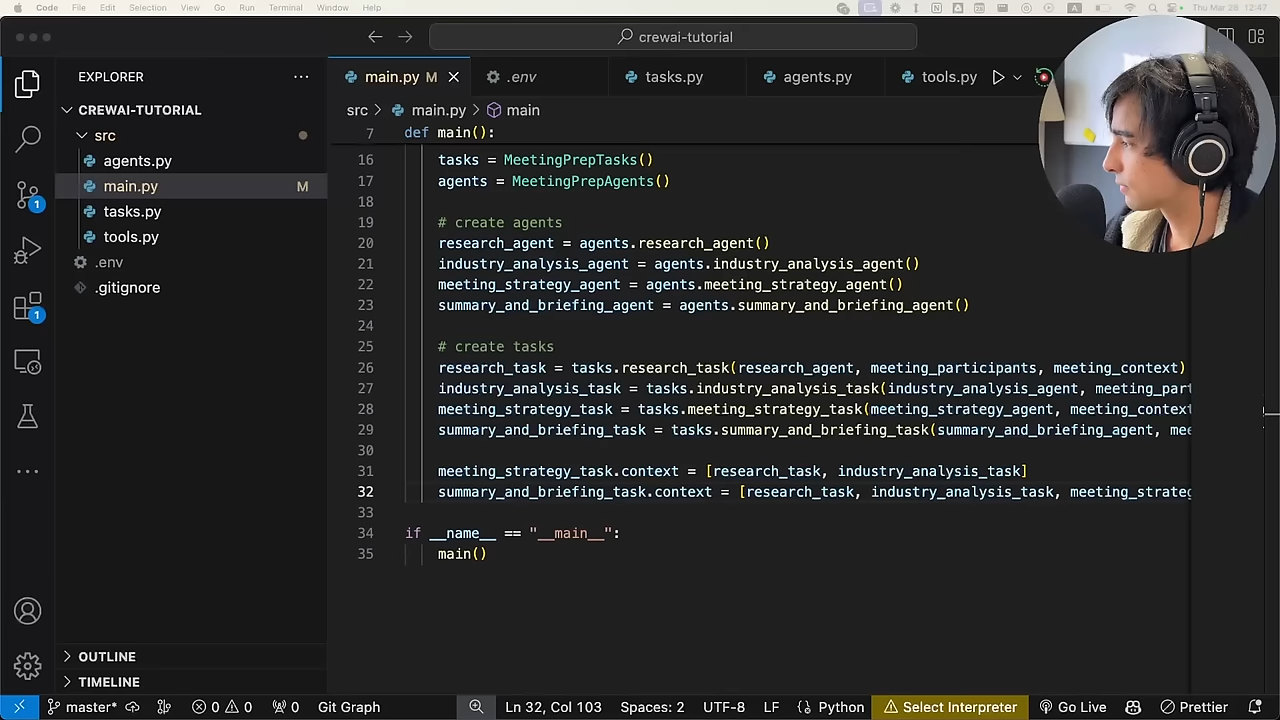 Code File Edit Selection View Go Run Terminal Window Help Thu Mar 28 12:47
crewai-tutorial
EXPLORER
main.py M
.env
tasks.py
agents.py
tools.py
CREWAI-TUTORIAL
src
agents.py
main.py M
tasks.py
tools.py
.env
.gitignore
src > main.py > main
7 def main():
16 tasks = MeetingPrepTasks()
17 agents = MeetingPrepAgents()
18
19 # create agents
20 research_agent = agents.research_agent()
21 industry_analysis_agent = agents.industry_analysis_agent()
22 meeting_strategy_agent = agents.meeting_strategy_agent()
23 summary_and_briefing_agent = agents.summary_and_briefing_agent()
24
25 # create tasks
26 research_task = tasks.research_task(research_agent, meeting_participants, meeting_context)
27 industry_analysis_task = tasks.industry_analysis_task(industry_analysis_agent, meeting_part
28 meeting_strategy_task = tasks.meeting_strategy_task(meeting_strategy_agent, meeting_context
29 summary_and_briefing_task = tasks.summary_and_briefing_task(summary_and_briefing_agent, mee
30
31 meeting_strategy_task.context = [research_task, industry_analysis_task]
32 summary_and_briefing_task.context = [research_task, industry_analysis_task, meeting_strateg
33
34 if __name__ == "__main__":
35 main()
1
1
OUTLINE
TIMELINE
master* 0 0 0 Git Graph Ln 32, Col 103 Spaces: 2 UTF-8 LF Python Select Interpreter Go Live Prettier